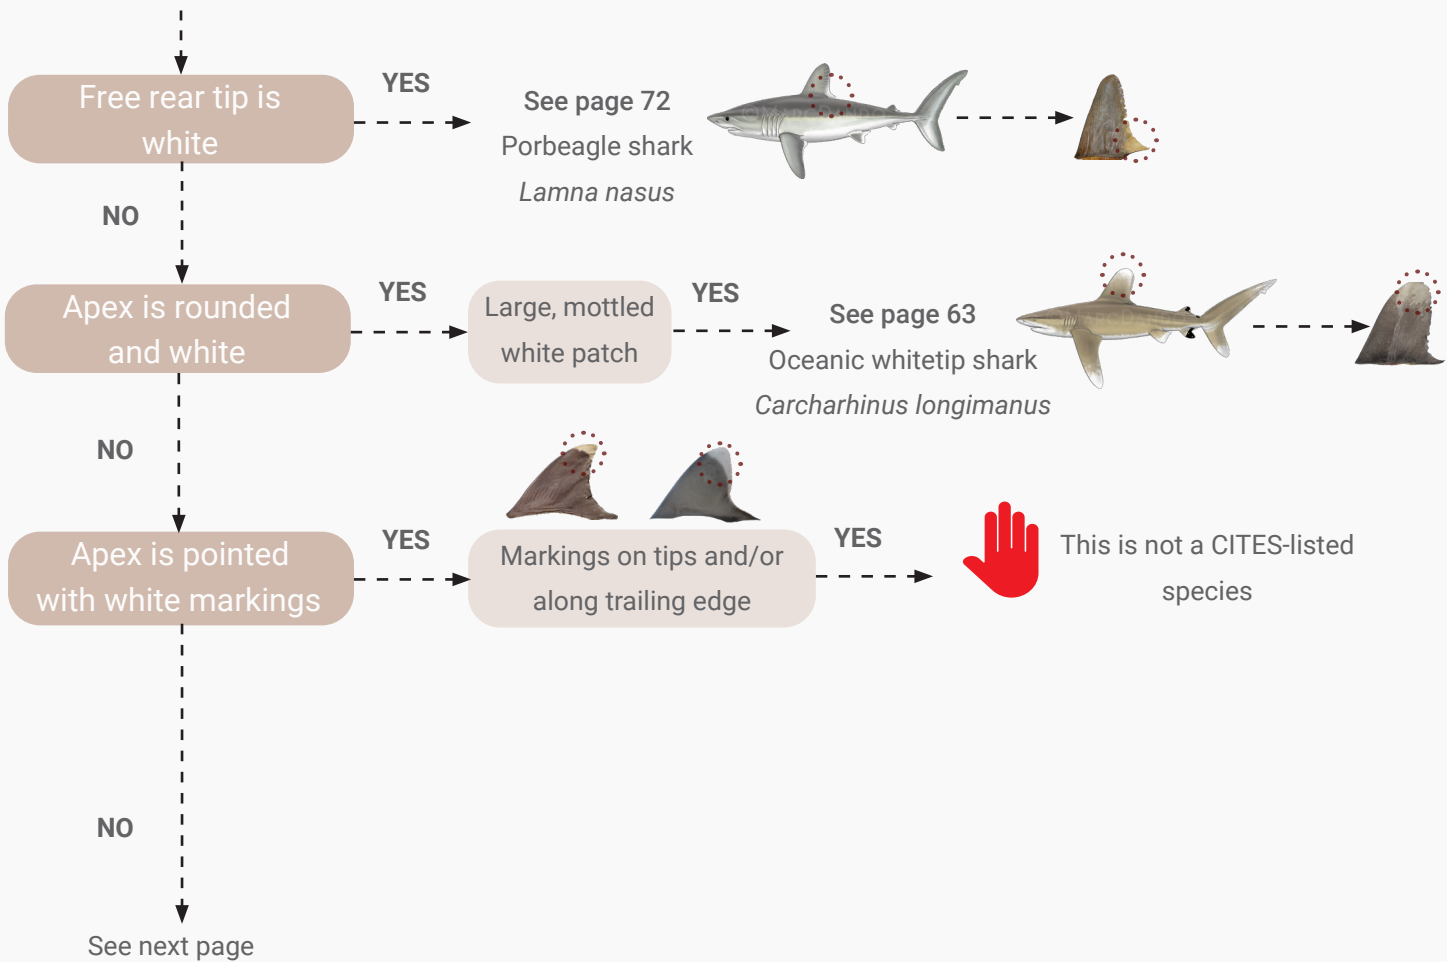 Free rear tip is
white
YES
See page 72
Porbeagle shark
Lamna nasus
NO
Apex is rounded
and white
YES
Large, mottled
white patch
YES
See page 63
Oceanic whitetip shark
Carcharhinus longimanus
NO
Apex is pointed
with white markings
YES
Markings on tips and/or
along trailing edge
YES
This is not a CITES-listed
species
NO
See next page